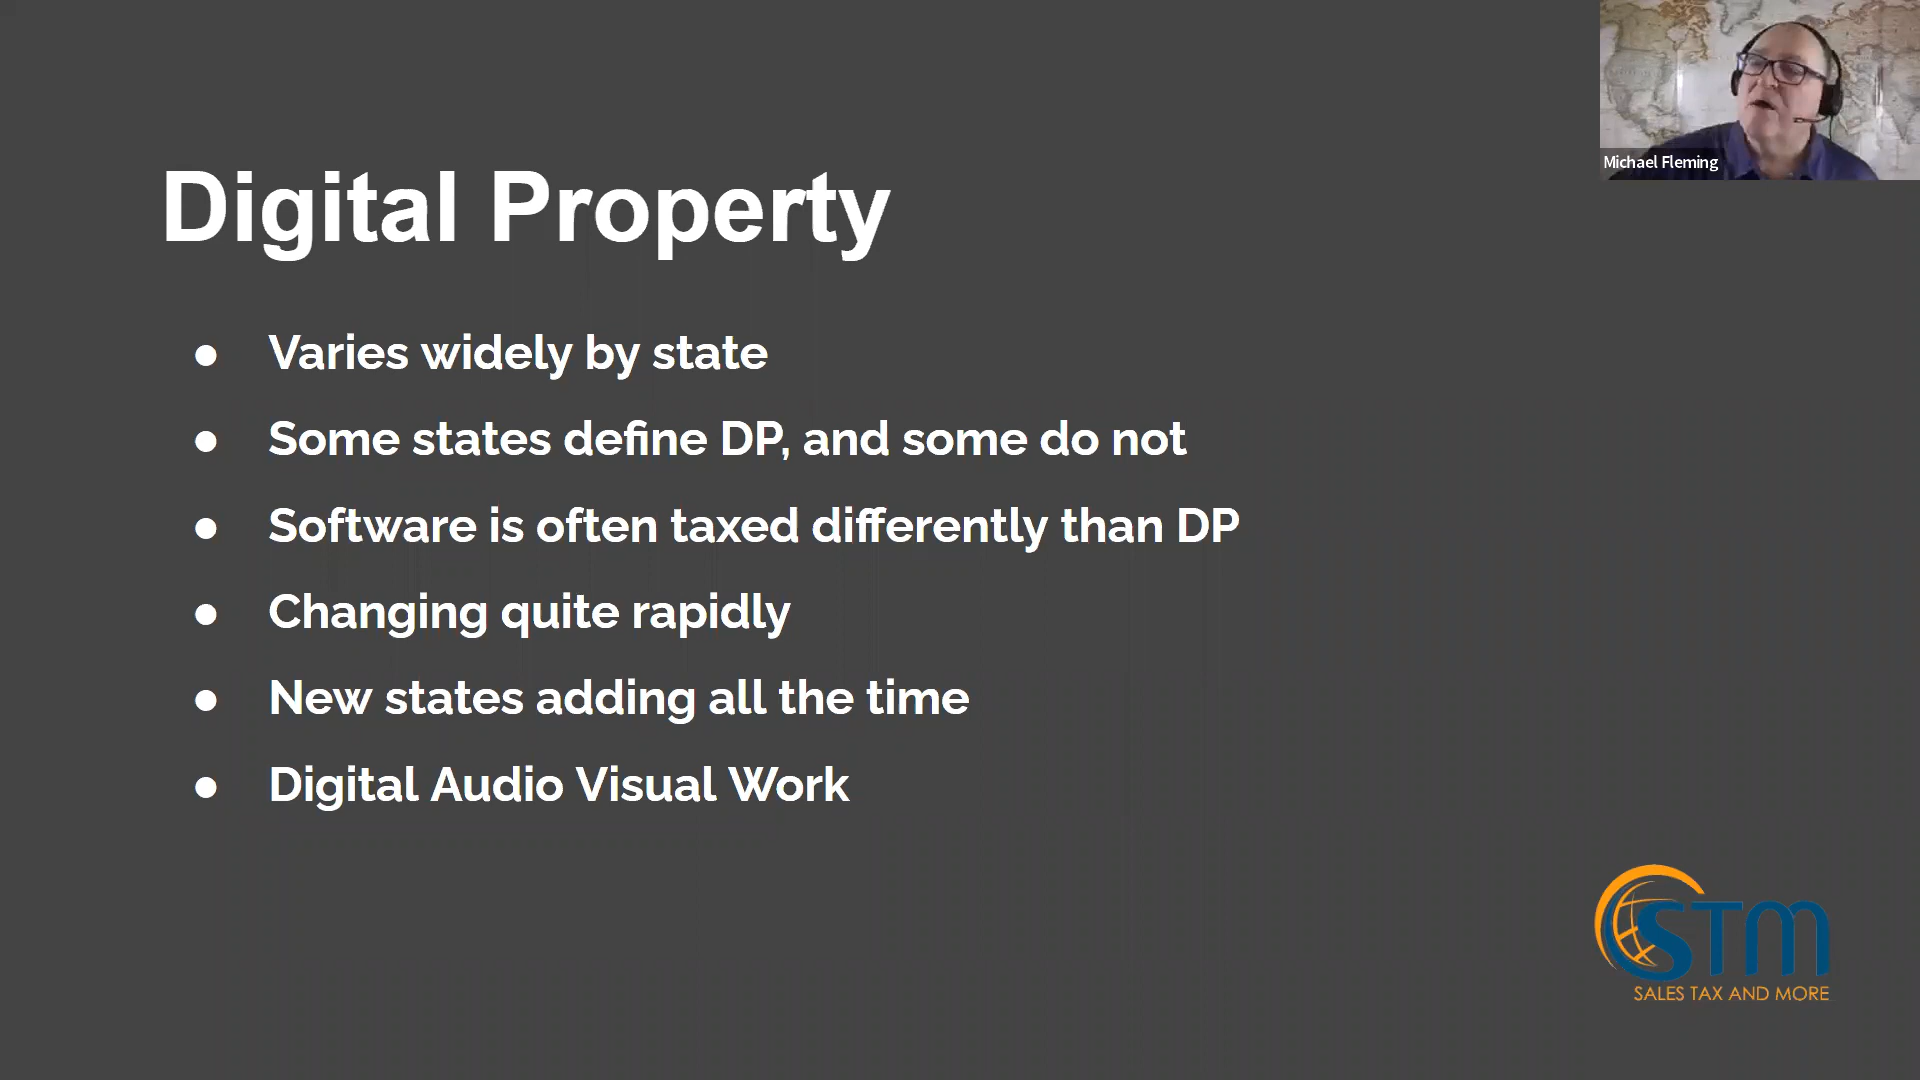 Michael Fleming
Digital Property
● Varies widely by state
● Some states define DP, and some do not
● Software is often taxed differently than DP
● Changing quite rapidly
● New states adding all the time
● Digital Audio Visual Work
STM
SALES TAX AND MORE